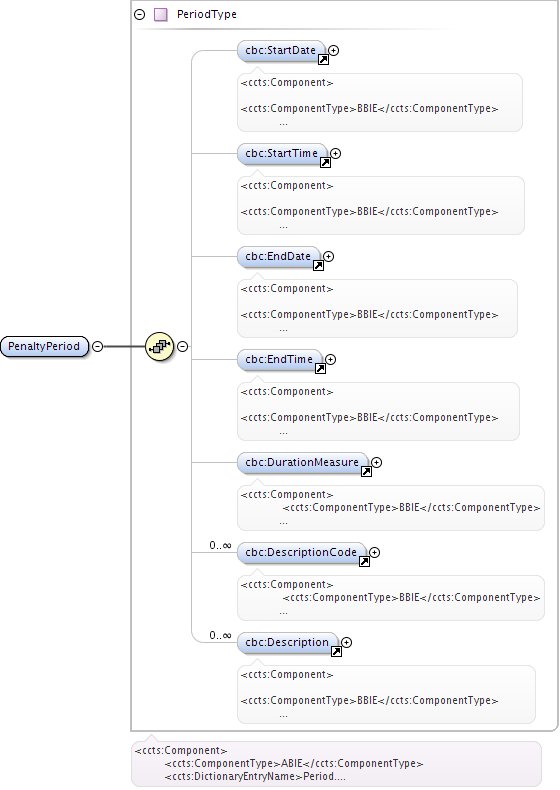 PeriodType
cbc:StartDate
<ccts:Component>
<ccts:ComponentType>BBIE</ccts:ComponentType>
...
cbc:StartTime
<ccts:Component>
<ccts:ComponentType>BBIE</ccts:ComponentType>
...
cbc:EndDate
<ccts:Component>
<ccts:ComponentType>BBIE</ccts:ComponentType>
...
PenaltyPeriod
cbc:EndTime
<ccts:Component>
<ccts:ComponentType>BBIE</ccts:ComponentType>
...
cbc:DurationMeasure
<ccts:Component>
<ccts:ComponentType>BBIE</ccts:ComponentType>
...
0..∞
cbc:DescriptionCode
<ccts:Component>
<ccts:ComponentType>BBIE</ccts:ComponentType>
...
0..∞
cbc:Description
<ccts:Component>
<ccts:ComponentType>BBIE</ccts:ComponentType>
...
<ccts:Component>
<ccts:ComponentType>ABIE</ccts:ComponentType>
<ccts:DictionaryEntryName>Period....